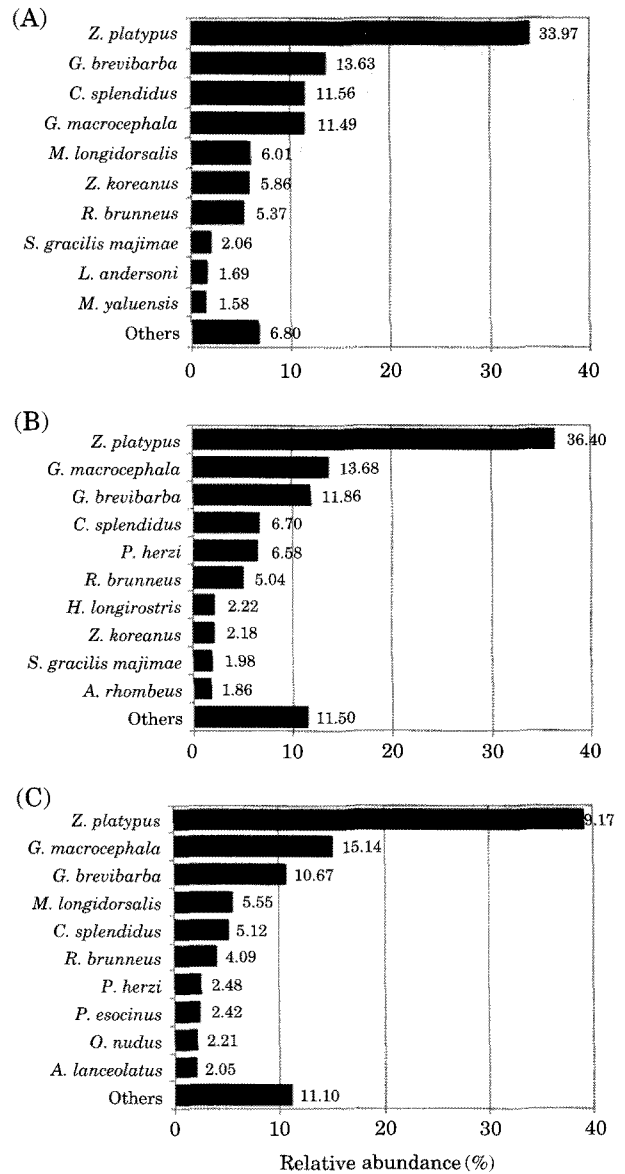 (A)
Z. platypus 33.97
G. brevibarba 13.63
C. splendidus 11.56
G. macrocephala 11.49
M. longidorsalis 6.01
Z. koreanus 5.86
R. brunneus 5.37
S. gracilis majimae 2.06
L. andersoni 1.69
M. yaluensis 1.58
Others 6.80
0 10 20 30 40
(B)
Z. platypus 36.40
G. macrocephala 13.68
G. brevibarba 11.86
C. splendidus 6.70
P. herzi 6.58
R. brunneus 5.04
H. longirostris 2.22
Z. koreanus 2.18
S. gracilis majimae 1.98
A. rhombeus 1.86
Others 11.50
0 10 20 30 40
(C)
Z. platypus 9.17
G. macrocephala 15.14
G. brevibarba 10.67
M. longidorsalis 5.55
C. splendidus 5.12
R. brunneus 4.09
P. herzi 2.48
P. esocinus 2.42
O. nudus 2.21
A. lanceolatus 2.05
Others 11.10
0 10 20 30 40
Relative abundance (%)